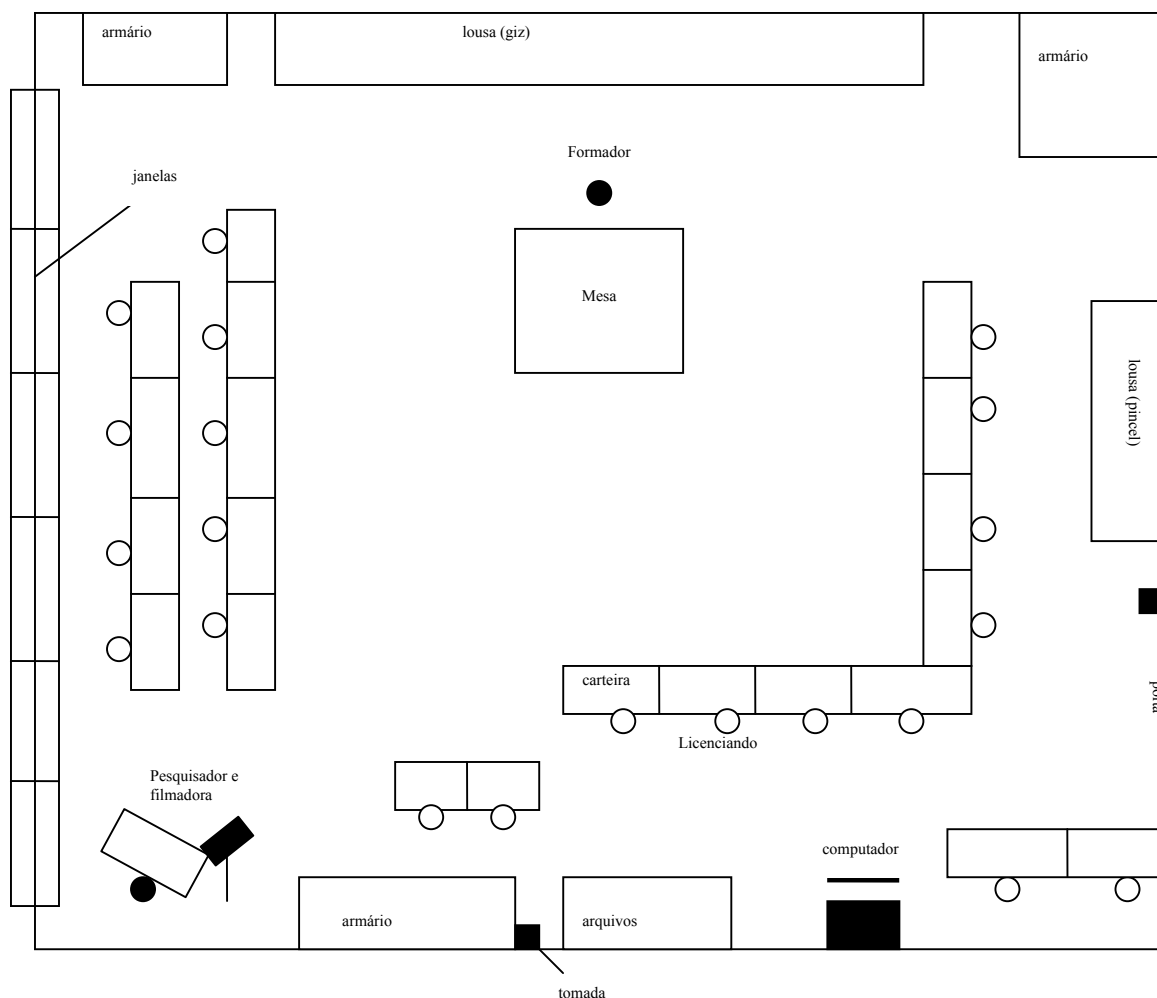 armário
lousa (giz)
armário
Formador
janelas
Mesa
lousa (pincel)
carteira
Licenciando
Pesquisador e
filmadora
computador
armário
arquivos
tomada